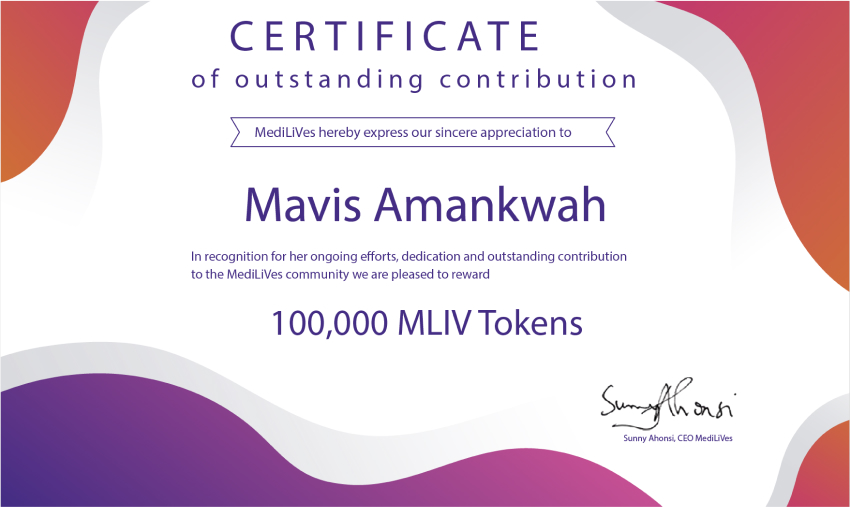 CERTIFICATE
of outstanding contribution
MediLiVes hereby express our sincere appreciation to
Mavis Amankwah
In recognition for her ongoing efforts, dedication and outstanding contribution
to the MediLiVes community we are pleased to reward
100,000 MLIV Tokens
Sunny Ahonsi
Sunny Ahonsi, CEO MediLiVes